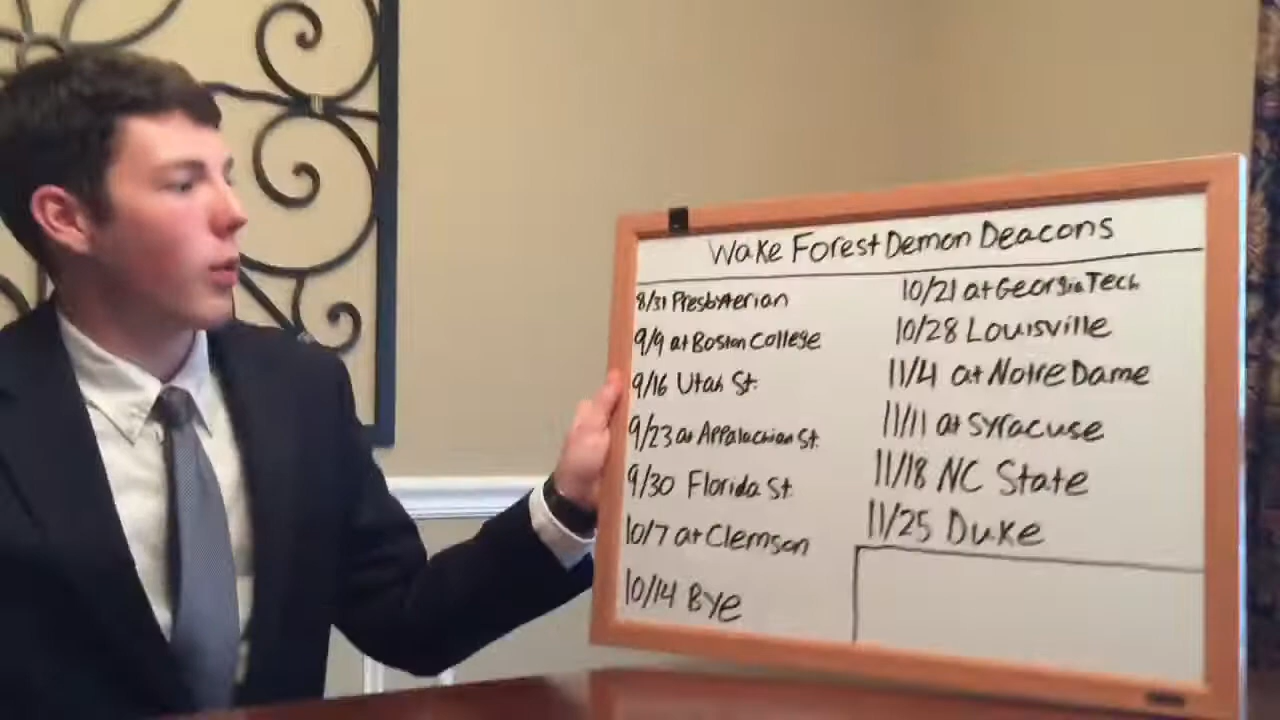 Wake Forest Demon Deacons
8/31 Presbyterian
9/9 at Boston College
9/16 Utah St.
9/23 at Appalachian St.
9/30 Florida St.
10/7 at Clemson
10/14 Bye
10/21 at Georgia Tech
10/28 Louisville
11/4 at Notre Dame
11/11 at Syracuse
11/18 NC State
11/25 Duke